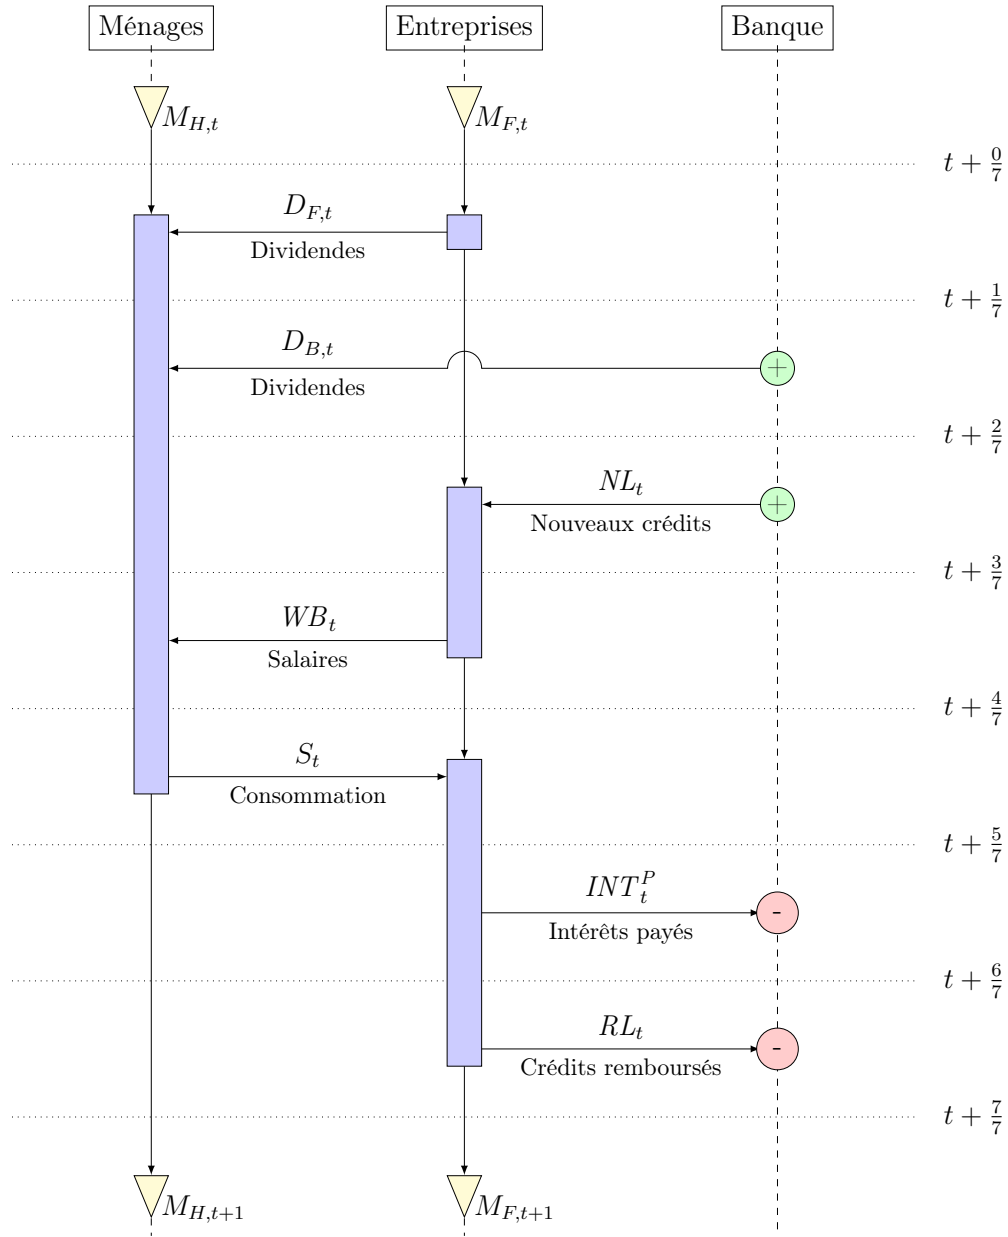 Ménages Entreprises Banque
M_{H,t} M_{F,t}
t + 0/7
D_{F,t}
Dividendes
t + 1/7
D_{B,t}
Dividendes
+
t + 2/7
NL_t
Nouveaux crédits
+
t + 3/7
WB_t
Salaires
t + 4/7
S_t
Consommation
t + 5/7
INT_t^P
Intérêts payés
-
t + 6/7
RL_t
Crédits remboursés
-
t + 7/7
M_{H,t+1} M_{F,t+1}